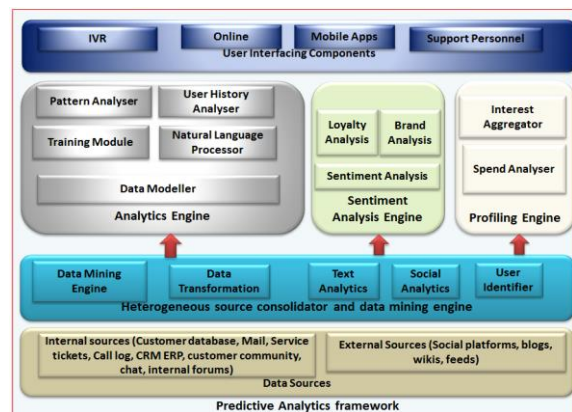 IVR
Online
Mobile Apps
Support Personnel
User Interfacing Components
Pattern Analyser
User History
Analyser
Training Module
Natural Language
Processor
Data Modeller
Analytics Engine
Loyalty
Analysis
Brand
Analysis
Sentiment Analysis
Sentiment
Analysis Engine
Interest
Aggregator
Spend Analyser
Profiling Engine
Data Mining
Engine
Data
Transformation
Text
Analytics
Social
Analytics
User
Identifier
Heterogeneous source consolidator and data mining engine
Internal sources (Customer database, Mail, Service
tickets, Call log, CRM ERP, customer community,
chat, internal forums)
External Sources (Social platforms, blogs,
wikis, feeds)
Data Sources
Predictive Analytics framework